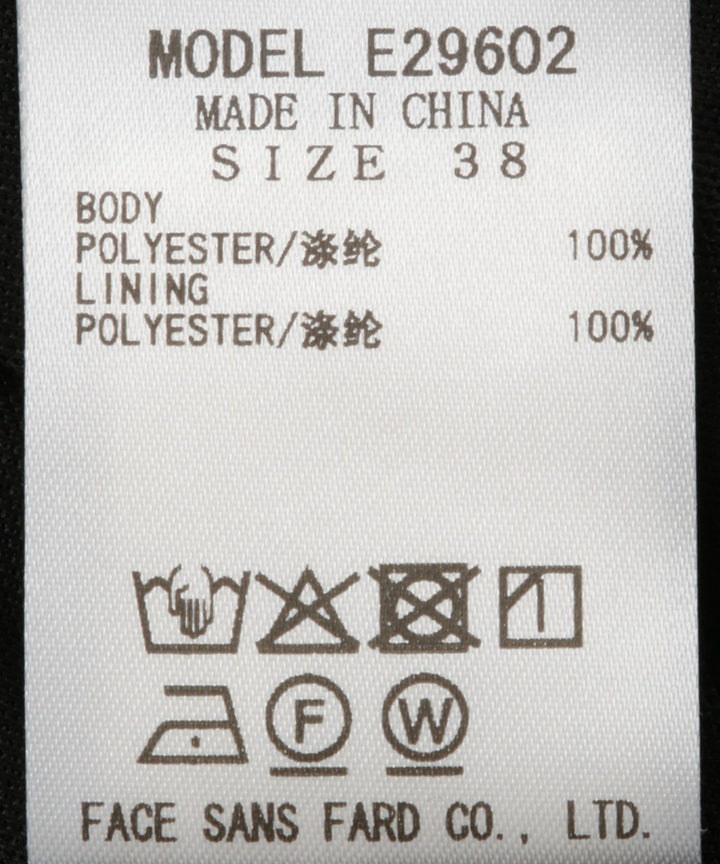 MODEL E29602
MADE IN CHINA
SIZE 38
BODY
POLYESTER/涤纶 100%
LINING
POLYESTER/涤纶 100%
F W
FACE SANS FARD CO., LTD.